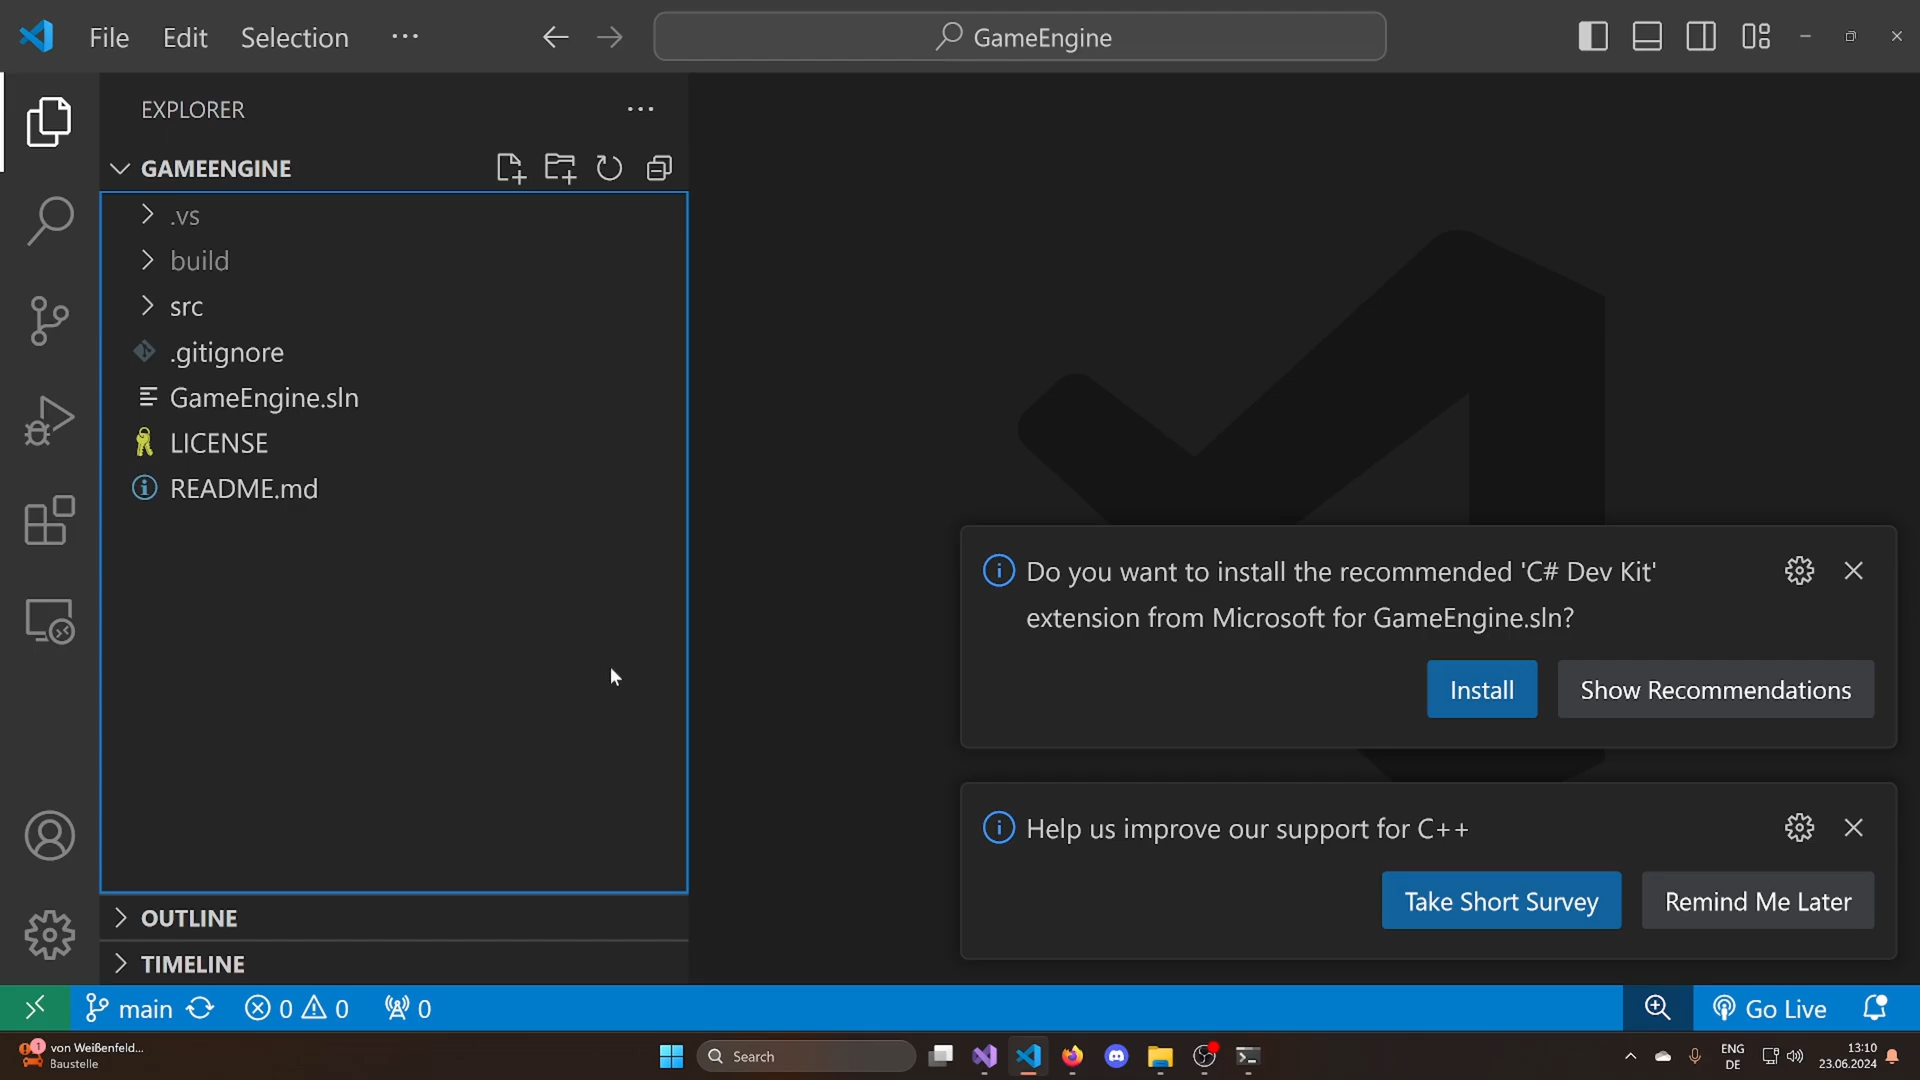 File Edit Selection ···
GameEngine
EXPLORER
GAMEENGINE
.vs
build
src
.gitignore
GameEngine.sln
LICENSE
README.md
OUTLINE
TIMELINE
Do you want to install the recommended 'C# Dev Kit'
extension from Microsoft for GameEngine.sln?
Install Show Recommendations
Help us improve our support for C++
Take Short Survey Remind Me Later
main 0 0 0 Go Live
1
von Weißenfeld...
Baustelle
Search
ENG
DE
13:10
23.06.2024